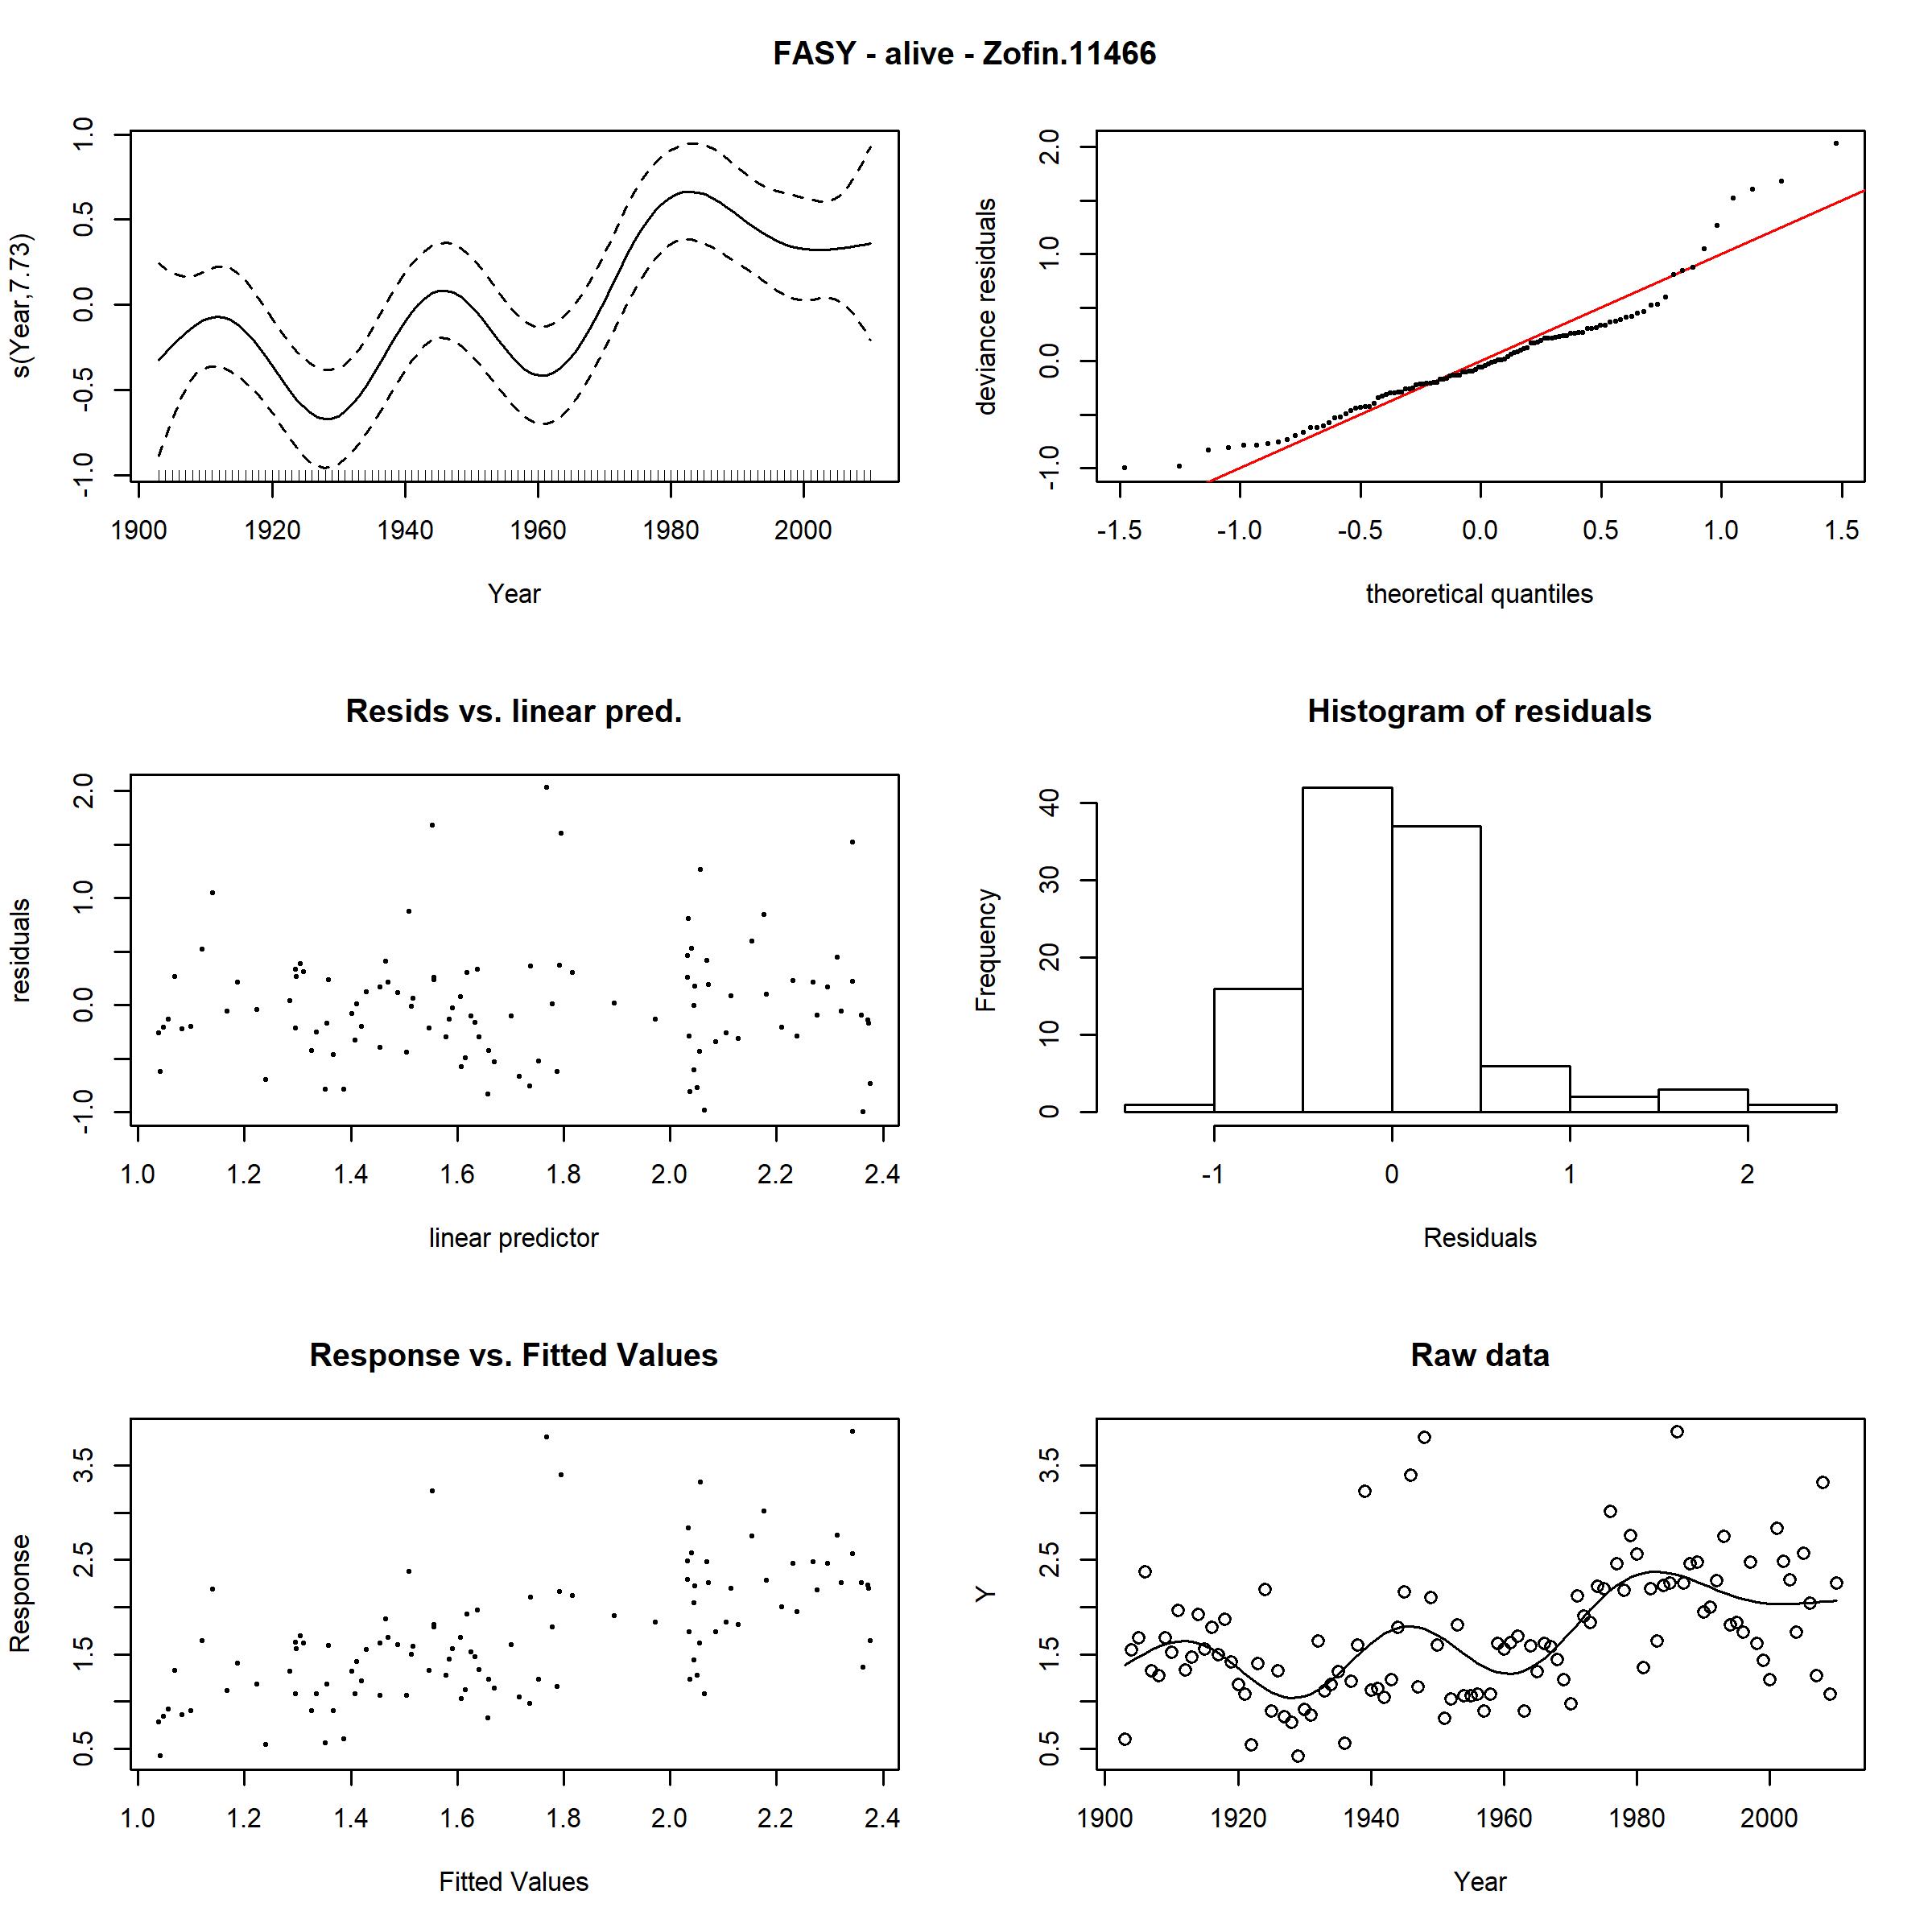 FASY - alive - Zofin.11466
s(Year,7.73)
-1.0 -0.5 0.0 0.5 1.0
1900 1920 1940 1960 1980 2000
Year
deviance residuals
-1.0 0.0 1.0 2.0
-1.5 -1.0 -0.5 0.0 0.5 1.0 1.5
theoretical quantiles
Resids vs. linear pred.
residuals
-1.0 0.0 1.0 2.0
1.0 1.2 1.4 1.6 1.8 2.0 2.2 2.4
linear predictor
Histogram of residuals
Frequency
0 10 20 30 40
-1 0 1 2
Residuals
Response vs. Fitted Values
Response
0.5 1.5 2.5 3.5
1.0 1.2 1.4 1.6 1.8 2.0 2.2 2.4
Fitted Values
Raw data
Y
0.5 1.5 2.5 3.5
1900 1920 1940 1960 1980 2000
Year